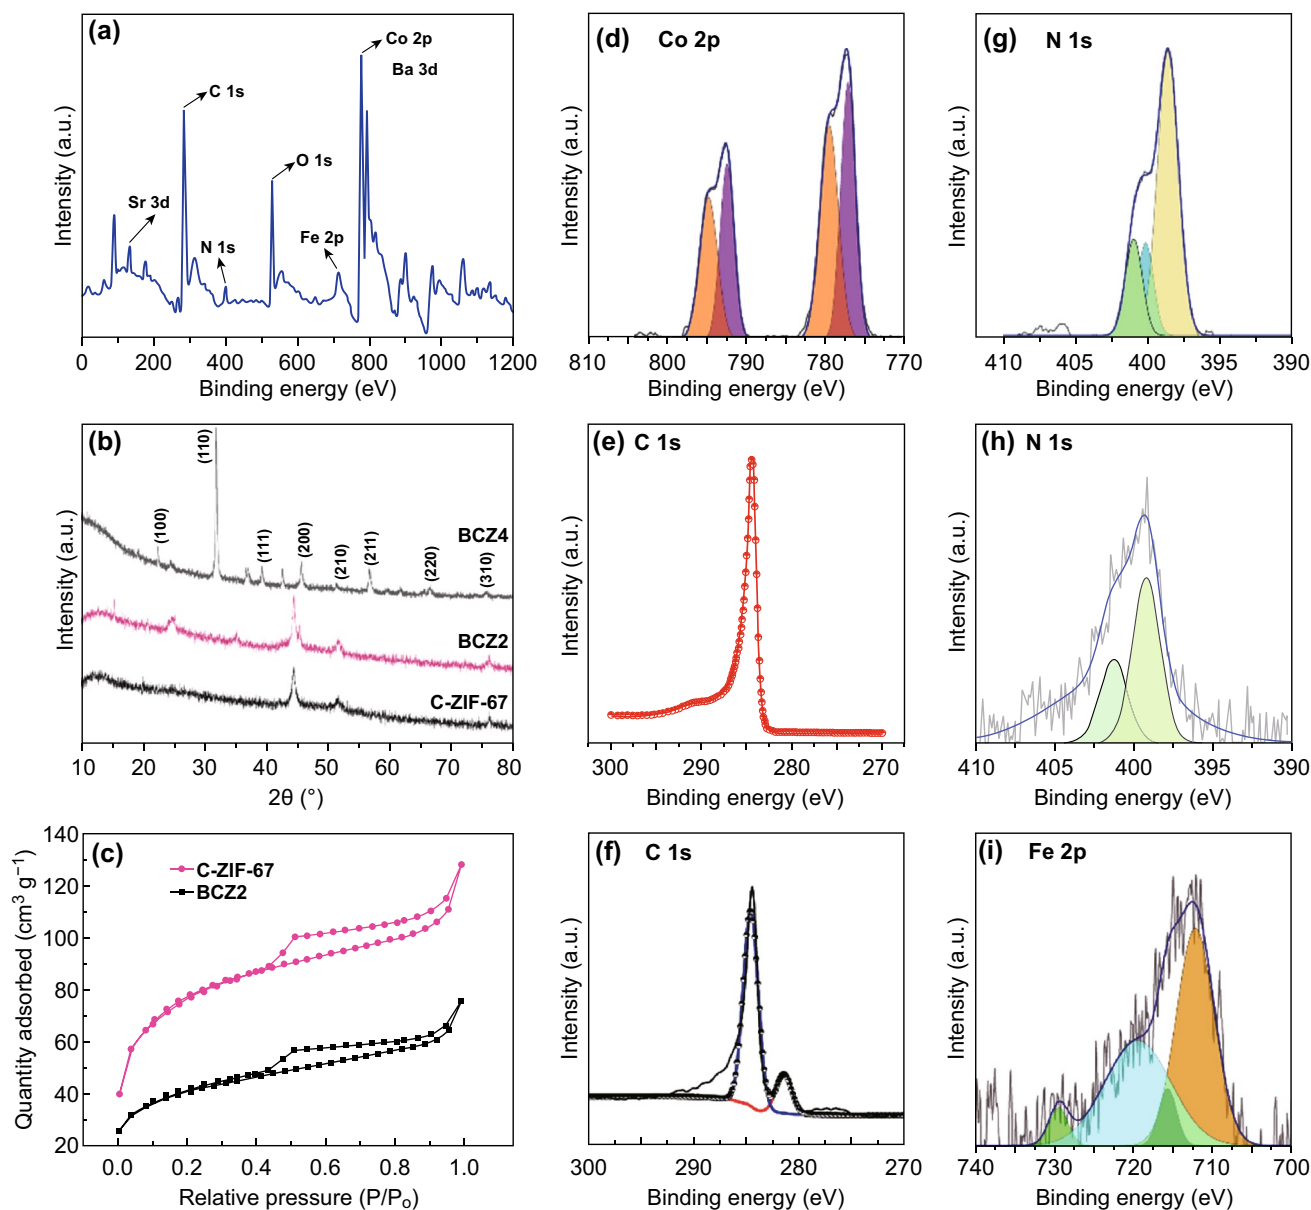 (a)
Co 2p
Ba 3d
C 1s
O 1s
Sr 3d
N 1s
Fe 2p
Intensity (a.u.)
0 200 400 600 800 1000 1200
Binding energy (eV)
(d) Co 2p
Intensity (a.u.)
810 800 790 780 770
Binding energy (eV)
(g) N 1s
Intensity (a.u.)
405 400 395 390
Binding energy (eV)
(b)
(110)
(100)
(111)
(200)
(210)
(211)
(220)
(310)
BCZ4
BCZ2
C-ZIF-67
Intensity (a.u.)
10 20 30 40 50 60 70 80
2θ (°)
(e) C 1s
Intensity (a.u.)
300 290 280 270
Binding energy (eV)
(h) N 1s
Intensity (a.u.)
410 405 400 395 390
Binding energy (eV)
(c)
C-ZIF-67
BCZ2
Quantity adsorbed (cm³ g⁻¹)
140
120
100
80
60
40
20
0.0 0.2 0.4 0.6 0.8 1.0
Relative pressure (P/Pₒ)
(f) C 1s
Intensity (a.u.)
300 290 280 270
Binding energy (eV)
(i) Fe 2p
Intensity (a.u.)
740 730 720 710 700
Binding energy (eV)